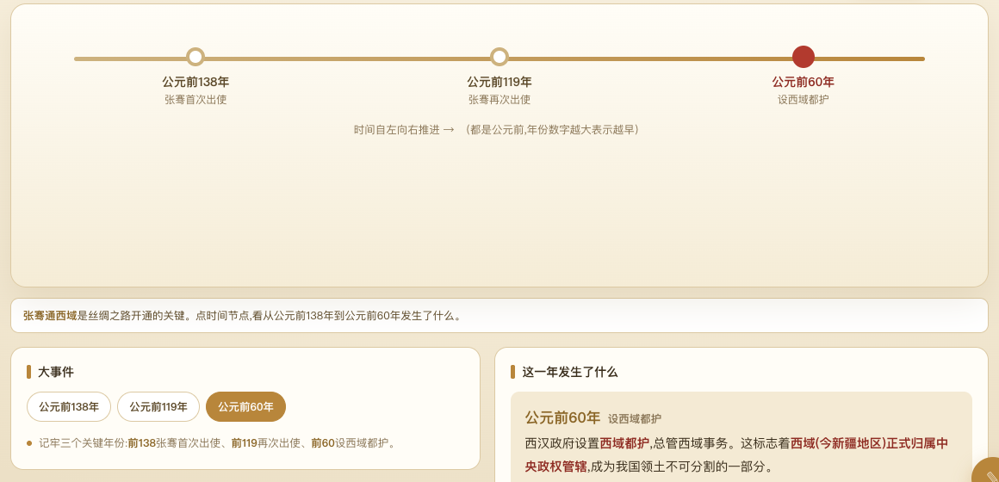 公元前138年
张骞首次出使
公元前119年
张骞再次出使
公元前60年
设西域都护
时间自左向右推进 → （都是公元前,年份数字越大表示越早）
张骞通西域是丝绸之路开通的关键。点时间节点,看从公元前138年到公元前60年发生了什么。
大事件
公元前138年
公元前119年
公元前60年
记牢三个关键年份:前138张骞首次出使、前119再次出使、前60设西域都护。
这一年发生了什么
公元前60年 设西域都护
西汉政府设置西域都护,总管西域事务。这标志着西域(今新疆地区)正式归属中
央政权管辖,成为我国领土不可分割的一部分。